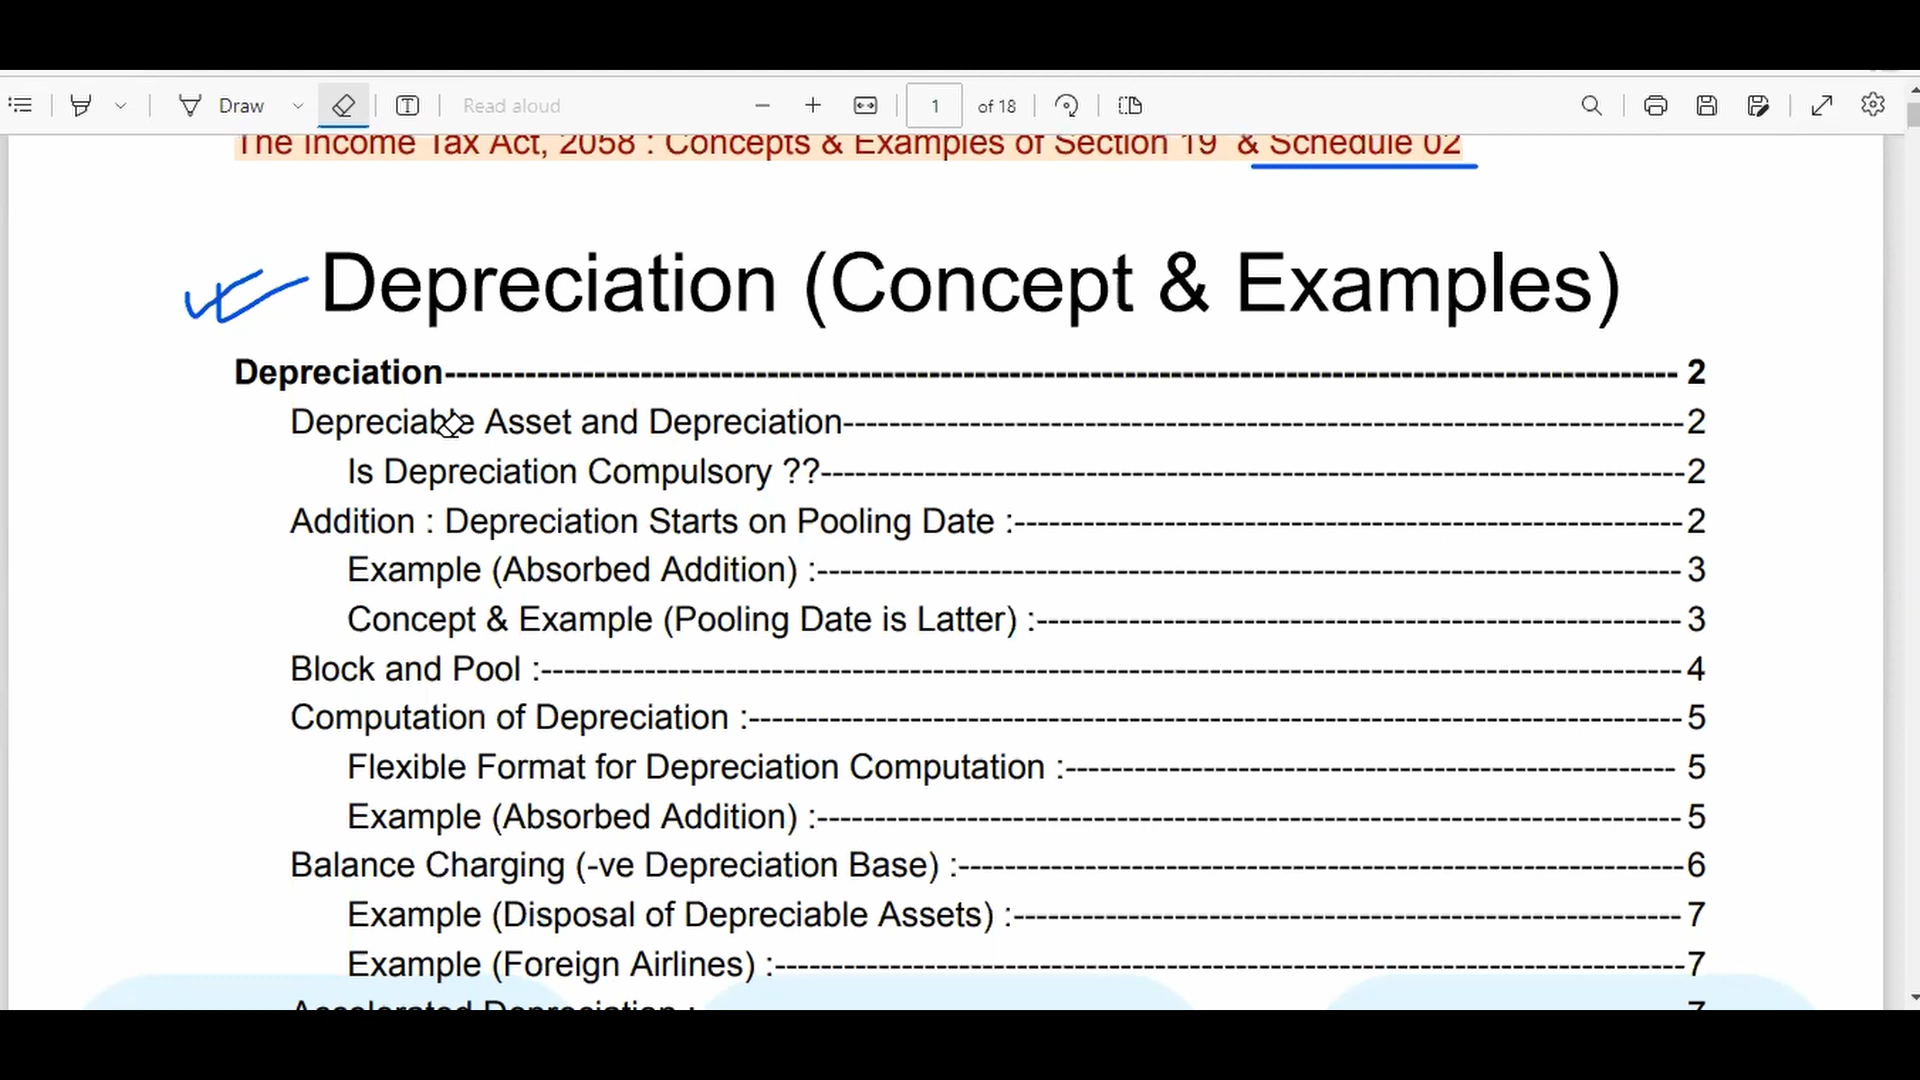 Draw
Read aloud
1 of 18
The Income Tax Act, 2058 : Concepts & Examples of Section 19 & Schedule 02
Depreciation (Concept & Examples)
Depreciation------------------------------------------------------------------------------------------------------------ 2
Depreciable Asset and Depreciation-------------------------------------------------------------------------2
Is Depreciation Compulsory ??---------------------------------------------------------------------------2
Addition : Depreciation Starts on Pooling Date :----------------------------------------------------------2
Example (Absorbed Addition) :---------------------------------------------------------------------------3
Concept & Example (Pooling Date is Latter) :--------------------------------------------------------3
Block and Pool :---------------------------------------------------------------------------------------------------4
Computation of Depreciation :---------------------------------------------------------------------------------5
Flexible Format for Depreciation Computation :----------------------------------------------------- 5
Example (Absorbed Addition) :---------------------------------------------------------------------------5
Balance Charging (-ve Depreciation Base) :---------------------------------------------------------------6
Example (Disposal of Depreciable Assets) :----------------------------------------------------------7
Example (Foreign Airlines) :-------------------------------------------------------------------------------7
Accelerated Depreciation : 7